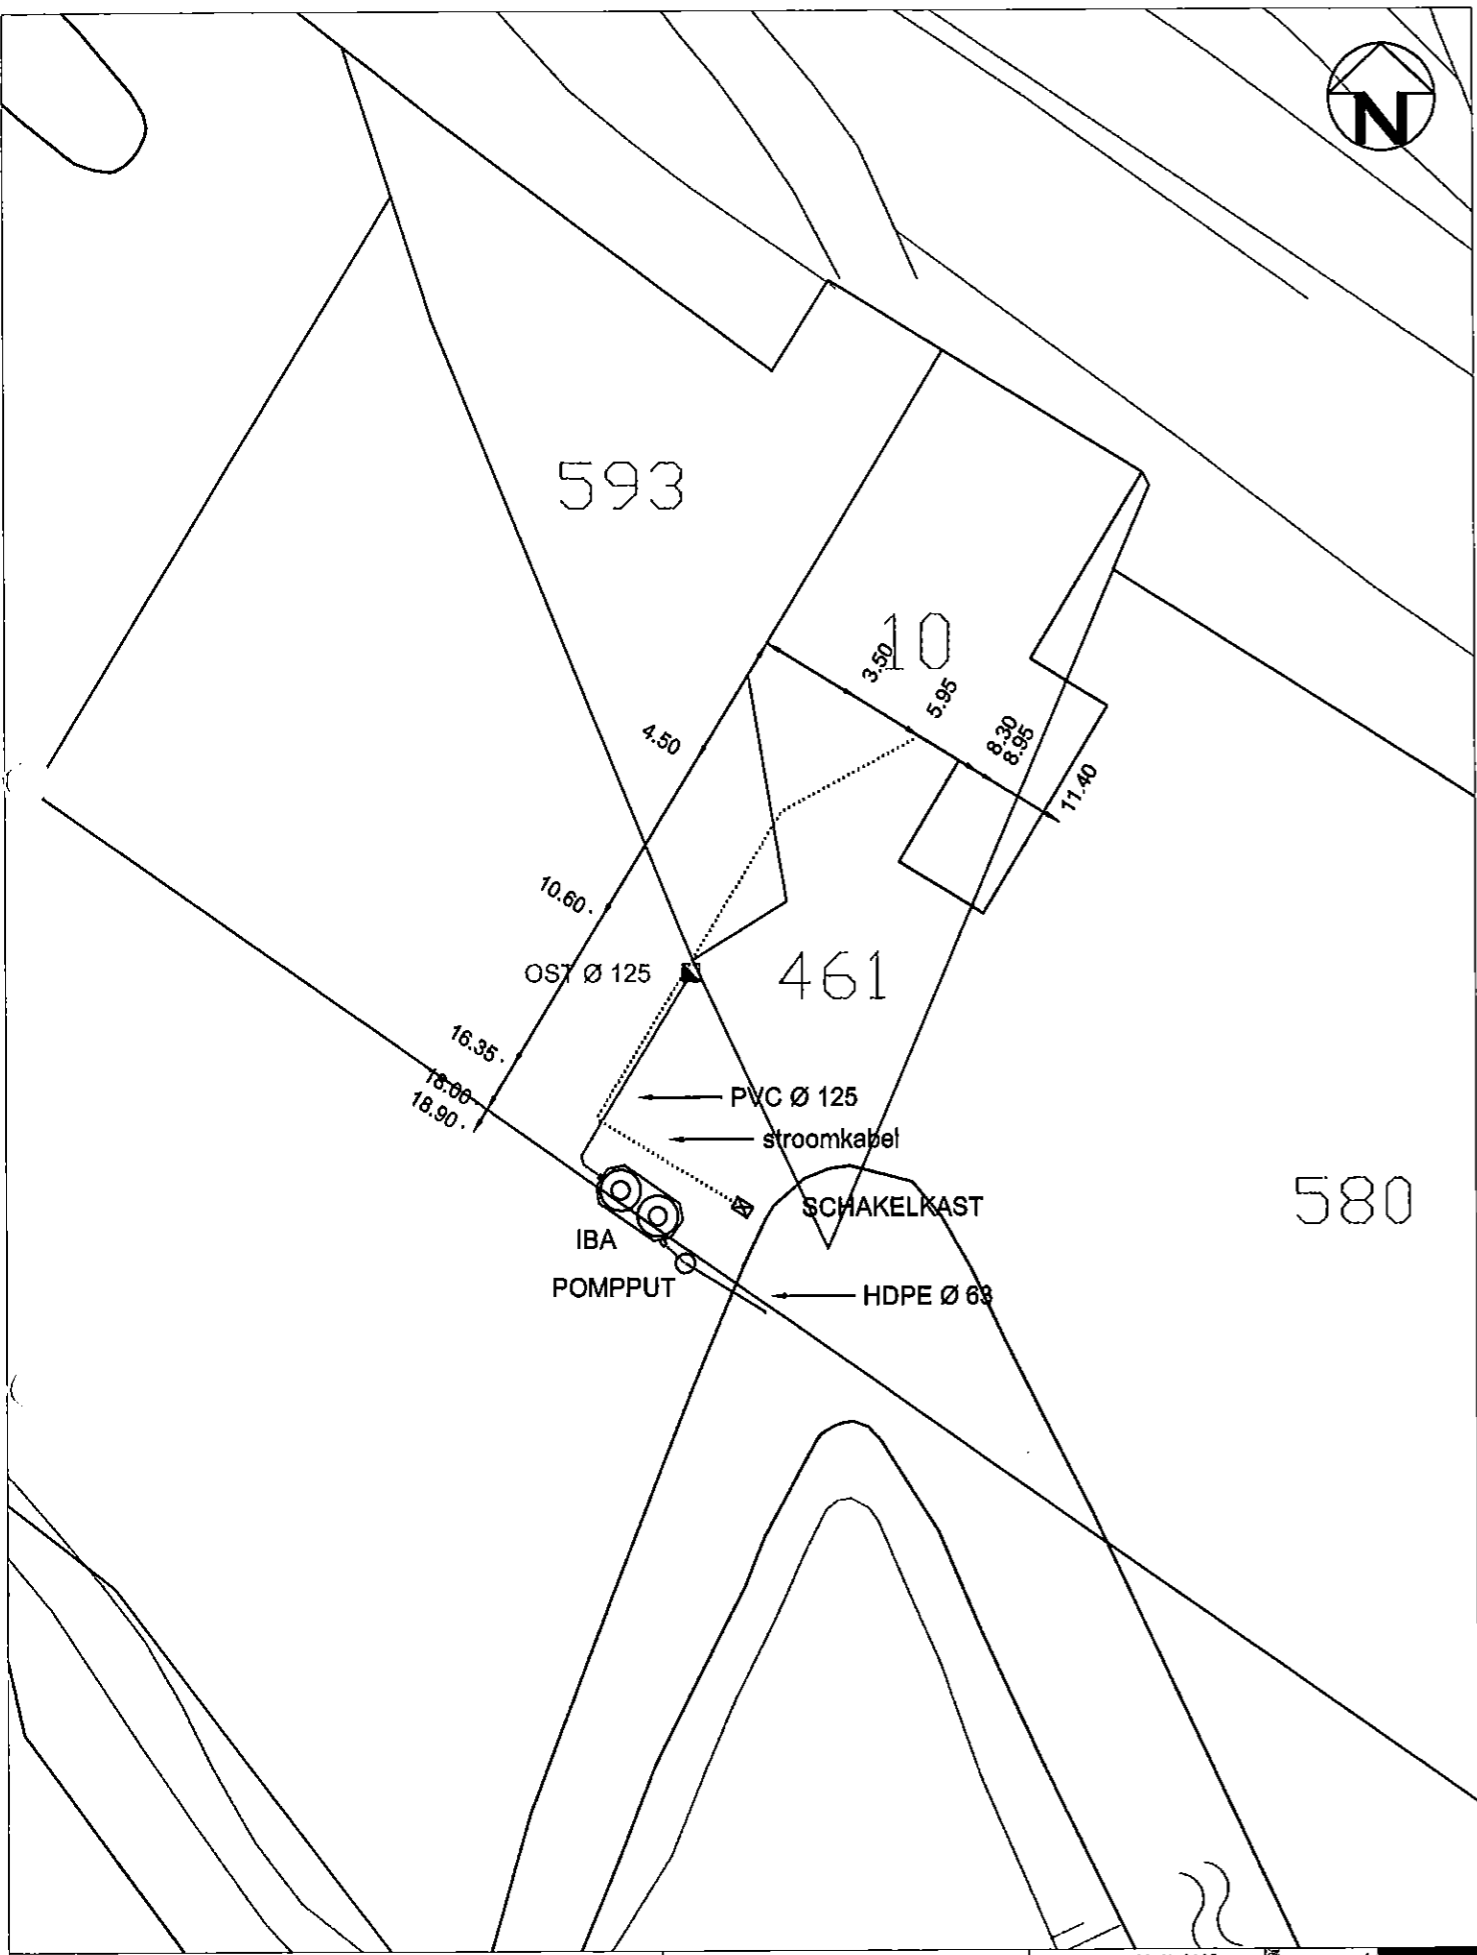 N
593
10
3.50
5.95
4.50
8.30
8.95
11.40
10.60
OST Ø 125
461
16.35
18.00
18.90
PVC Ø 125
stroomkabel
SCHAKELKAST
580
IBA
POMPPUT
HDPE Ø 63